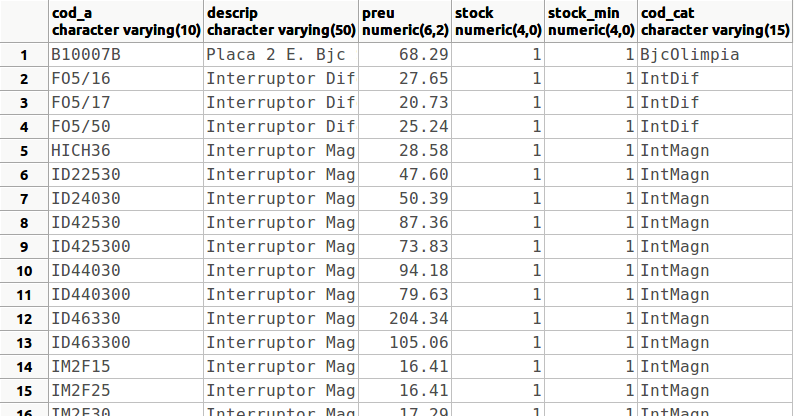 cod_a descrip preu stock stock_min cod_cat
character varying(10) character varying(50) numeric(6,2) numeric(4,0) numeric(4,0) character varying(15)
1 B10007B Placa 2 E. Bjc 68.29 1 1 BjcOlimpia
2 FO5/16 Interruptor Dif 27.65 1 1 IntDif
3 FO5/17 Interruptor Dif 20.73 1 1 IntDif
4 FO5/50 Interruptor Dif 25.24 1 1 IntDif
5 HICH36 Interruptor Mag 28.58 1 1 IntMagn
6 ID22530 Interruptor Mag 47.60 1 1 IntMagn
7 ID24030 Interruptor Mag 50.39 1 1 IntMagn
8 ID42530 Interruptor Mag 87.36 1 1 IntMagn
9 ID425300 Interruptor Mag 73.83 1 1 IntMagn
10 ID44030 Interruptor Mag 94.18 1 1 IntMagn
11 ID440300 Interruptor Mag 79.63 1 1 IntMagn
12 ID46330 Interruptor Mag 204.34 1 1 IntMagn
13 ID463300 Interruptor Mag 105.06 1 1 IntMagn
14 IM2F15 Interruptor Mag 16.41 1 1 IntMagn
15 IM2F25 Interruptor Mag 16.41 1 1 IntMagn
16 IM2F30 Interruptor Mag 17.29 1 1 IntMagn